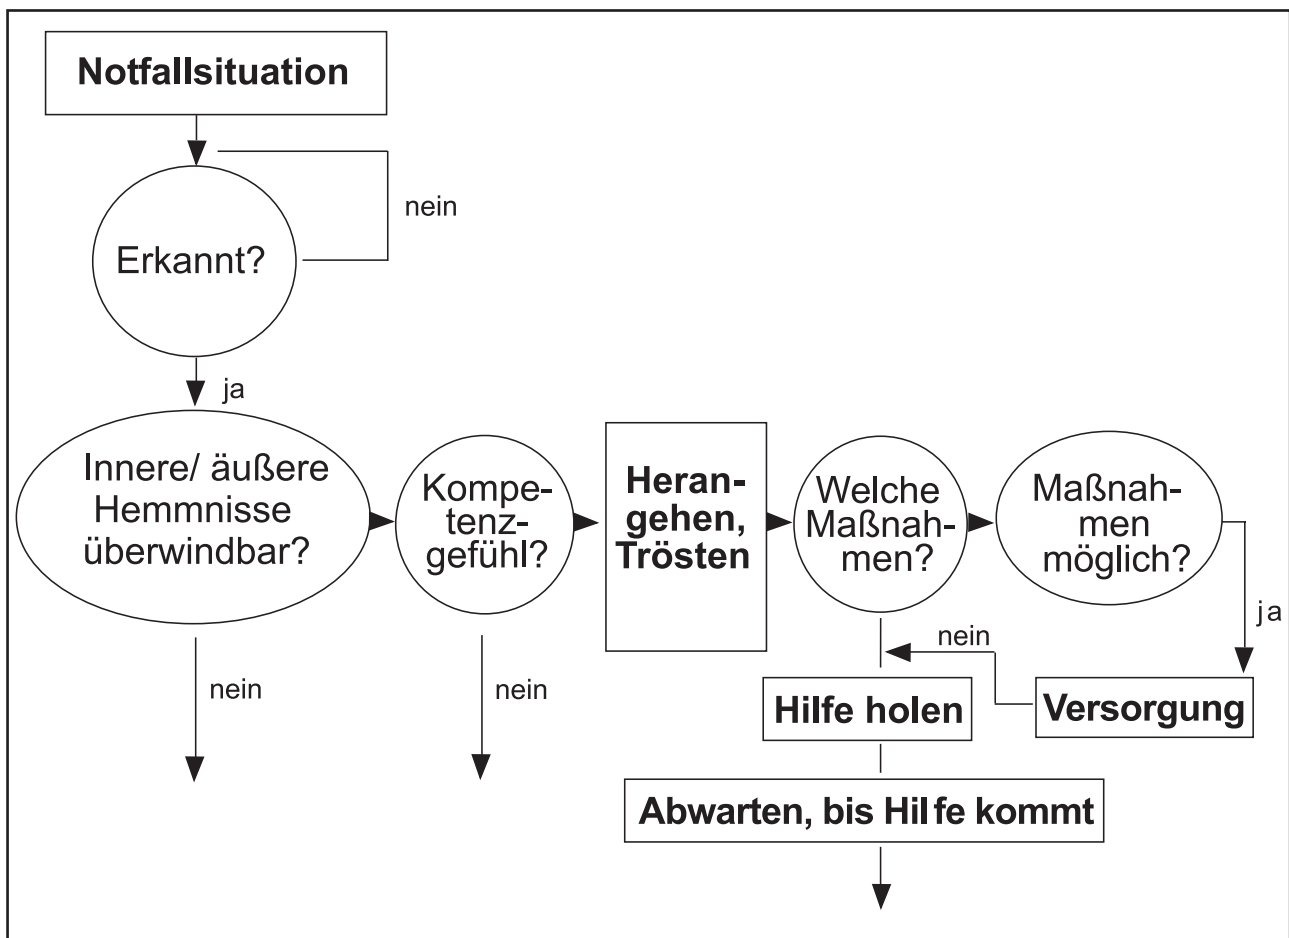 Notfallsituation
nein
Erkannt?
ja
Innere/ äußere
Hemmnisse
überwindbar?
Kompe-
tenz-
gefühl?
Heran-
gehen,
Trösten
Welche
Maßnah-
men?
Maßnah-
men
möglich?
ja
nein
nein
nein
Hilfe holen
Versorgung
Abwarten, bis Hilfe kommt